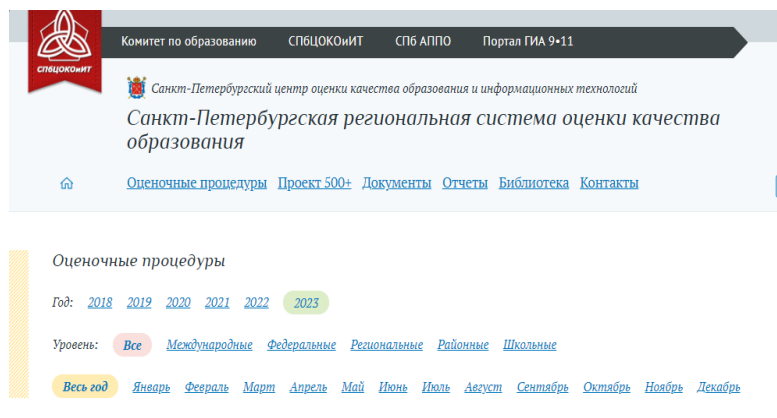 Комитет по образованию СПбЦОКОиИТ СПб АППО Портал ГИА 9•11
СПбЦОКОиИТ
Санкт-Петербургский центр оценки качества образования и информационных технологий
Санкт-Петербургская региональная система оценки качества
образования
Оценочные процедуры Проект 500+ Документы Отчеты Библиотека Контакты
Оценочные процедуры
Год: 2018 2019 2020 2021 2022 2023
Уровень: Все Международные Федеральные Региональные Районные Школьные
Весь год Январь Февраль Март Апрель Май Июнь Июль Август Сентябрь Октябрь Ноябрь Декабрь